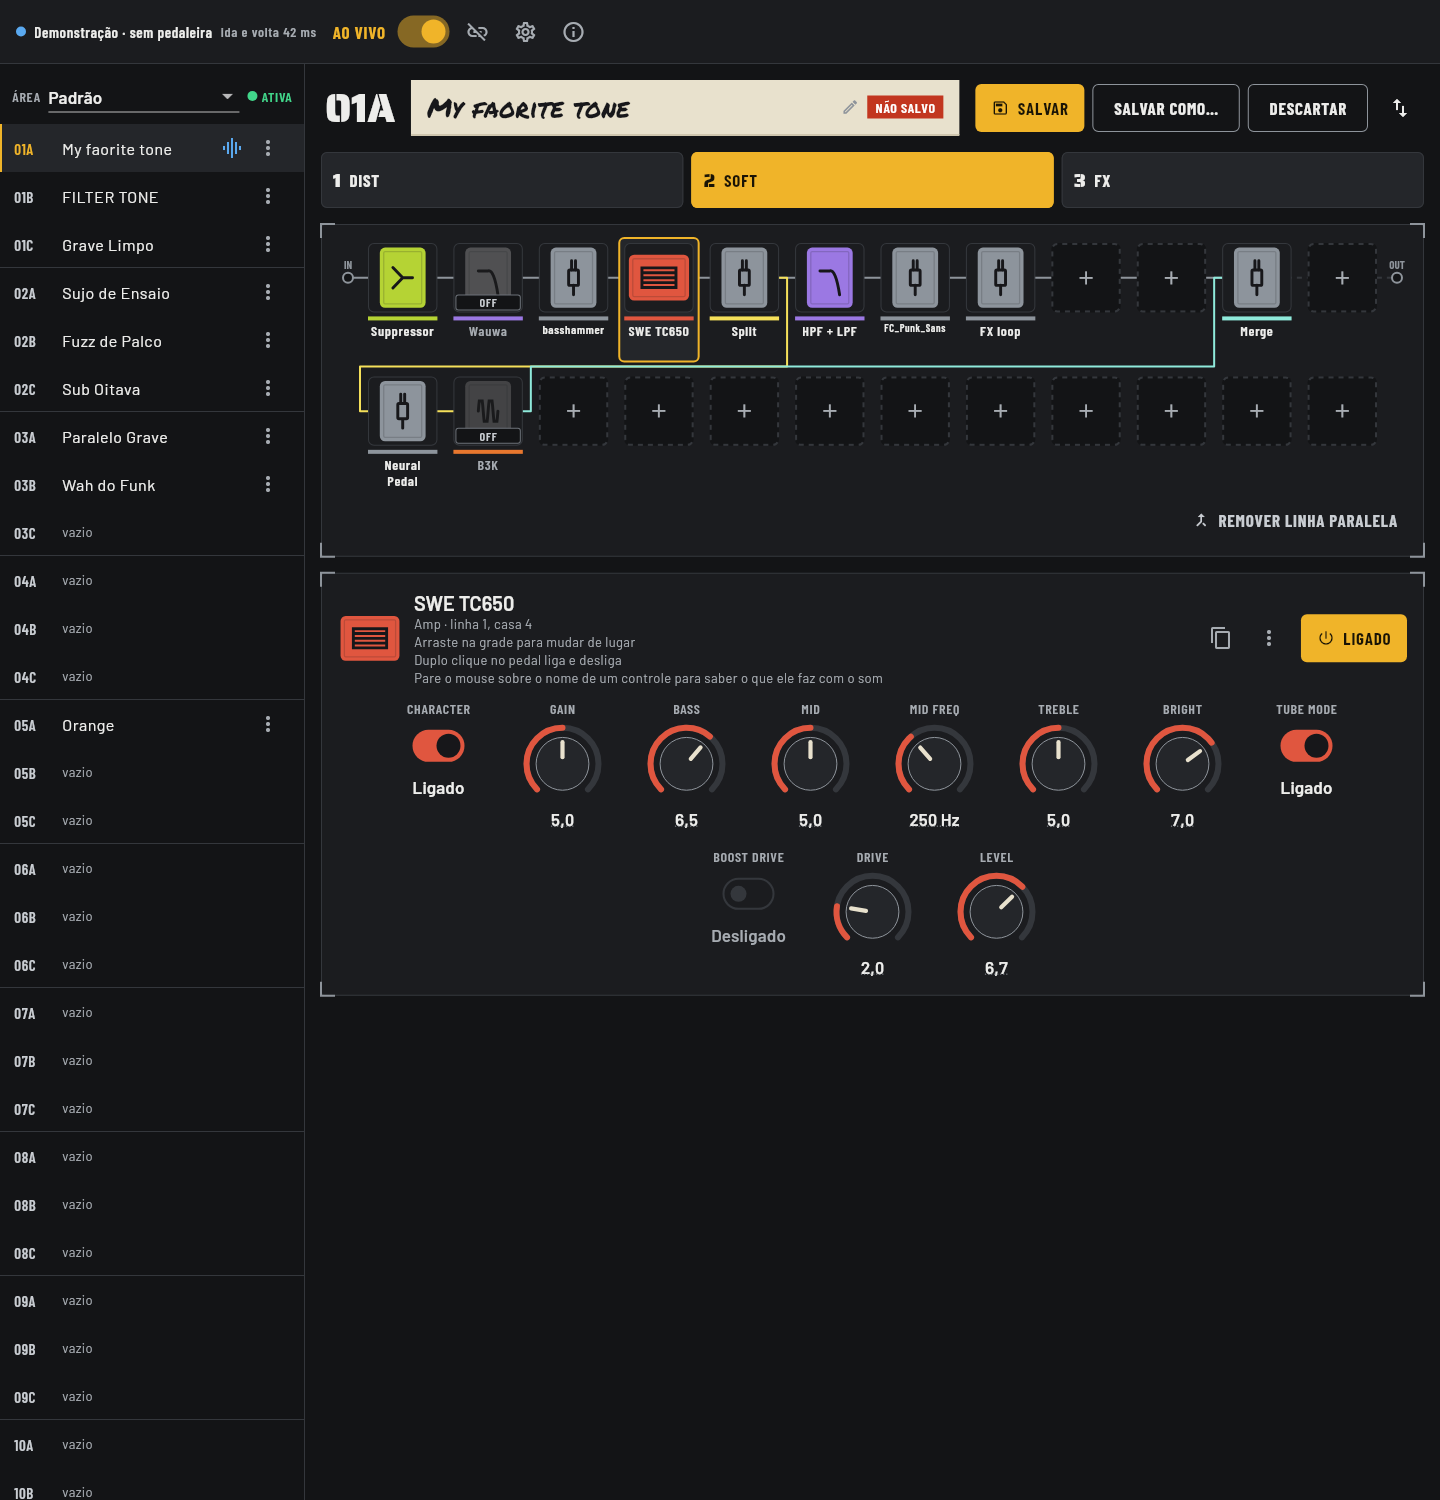 Demonstração · sem pedaleira Ida e volta 42 ms AO VIVO
ÁREA Padrão ATIVA
01A My faorite tone
01B FILTER TONE
01C Grave Limpo
02A Sujo de Ensaio
02B Fuzz de Palco
02C Sub Oitava
03A Paralelo Grave
03B Wah do Funk
03C vazio
04A vazio
04B vazio
04C vazio
05A Orange
05B vazio
05C vazio
06A vazio
06B vazio
06C vazio
07A vazio
07B vazio
07C vazio
08A vazio
08B vazio
08C vazio
09A vazio
09B vazio
09C vazio
10A vazio
10B vazio
01A My faorite tone NÃO SALVO SALVAR SALVAR COMO... DESCARTAR
1 DIST 2 SOFT 3 FX
IN OUT
OFF
Suppressor Wauwa basshammer SWE TC650 Split HPF + LPF FC_Punk_Sans FX loop Merge
OFF
Neural Pedal B3K
REMOVER LINHA PARALELA
SWE TC650
Amp · linha 1, casa 4
Arraste na grade para mudar de lugar
Duplo clique no pedal liga e desliga
Pare o mouse sobre o nome de um controle para saber o que ele faz com o som
LIGADO
CHARACTER GAIN BASS MID MID FREQ TREBLE BRIGHT TUBE MODE
Ligado 5,0 6,5 5,0 250 Hz 5,0 7,0 Ligado
BOOST DRIVE DRIVE LEVEL
Desligado 2,0 6,7